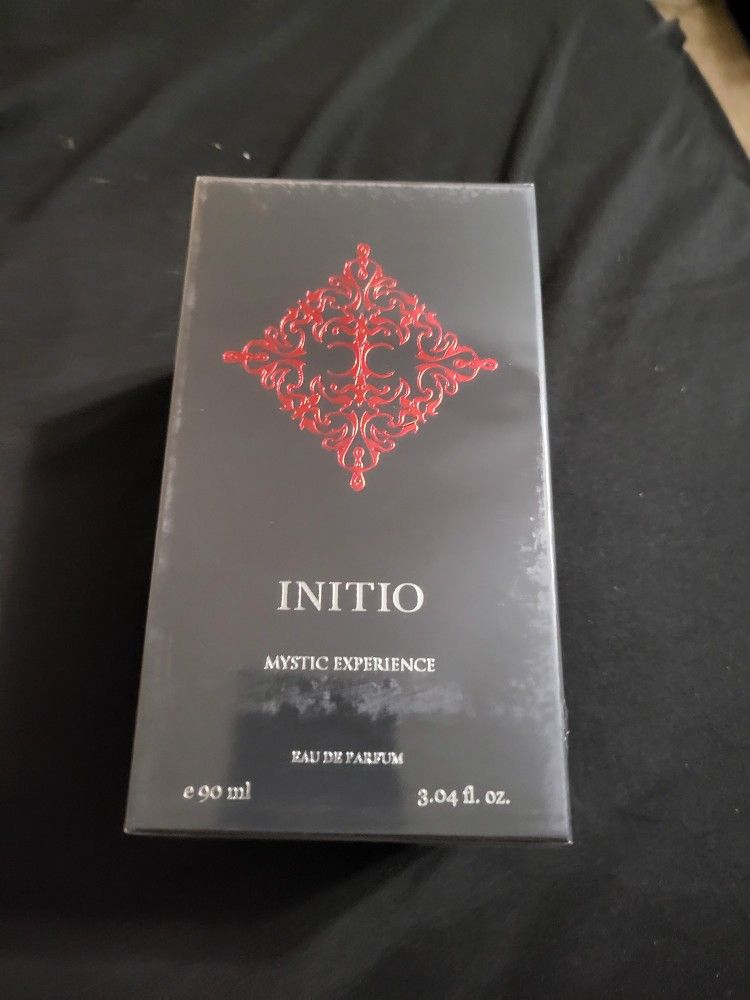 INITIO
MYSTIC EXPERIENCE
EAU DE PARFUM
e 90 ml 3.04 fl. oz.